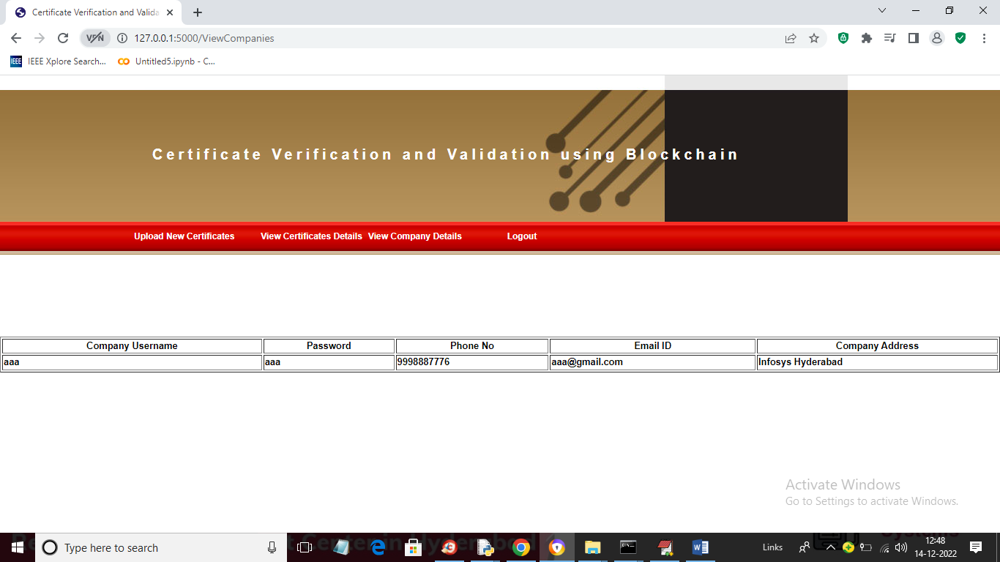 Certificate Verification and Valida
127.0.0.1:5000/ViewCompanies
IEEE Xplore Search... Untitled5.ipynb - C...
Certificate Verification and Validation using Blockchain
Upload New Certificates View Certificates Details View Company Details Logout
Company Username Password Phone No Email ID Company Address
aaa aaa 9998887776 aaa@gmail.com Infosys Hyderabad
Activate Windows
Go to Settings to activate Windows.
Type here to search
Links
12:48
14-12-2022